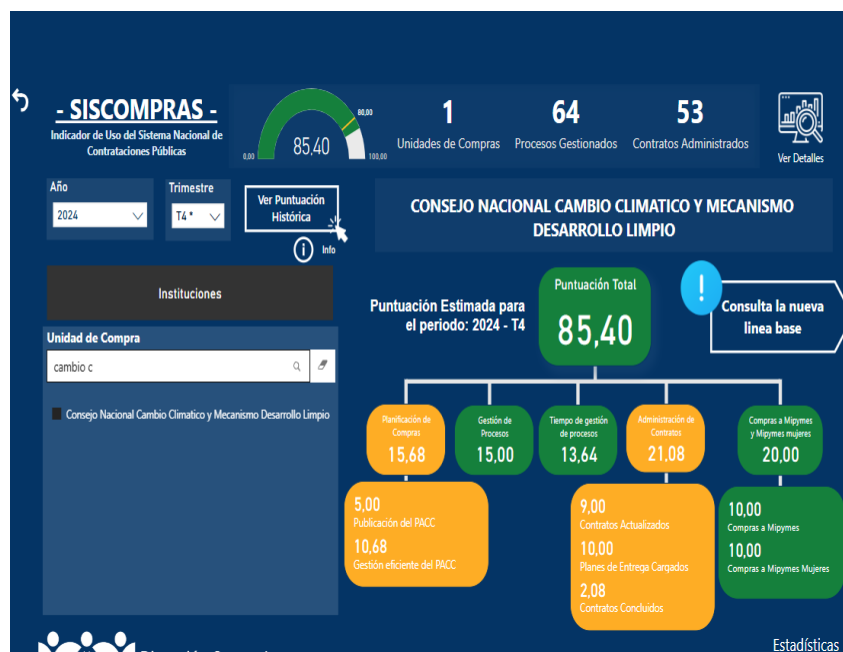 - SISCOMPRAS -
Indicador de Uso del Sistema Nacional de
Contrataciones Públicas
80,00
85,40
0,00
100,00
1
Unidades de Compras
64
Procesos Gestionados
53
Contratos Administrados
Ver Detalles
Año
2024
Trimestre
T4 *
Ver Puntuación
Histórica
Info
CONSEJO NACIONAL CAMBIO CLIMATICO Y MECANISMO
DESARROLLO LIMPIO
Instituciones
Unidad de Compra
cambio c
Consejo Nacional Cambio Climatico y Mecanismo Desarrollo Limpio
Puntuación Estimada para
el periodo: 2024 - T4
Puntuación Total
85,40
!
Consulta la nueva
linea base
Planificación de
Compras
15,68
Gestión de
Procesos
15,00
Tiempo de gestión
de procesos
13,64
Administración de
Contratos
21,08
Compras a Mipymes
y Mipymes mujeres
20,00
5,00
Publicación del PACC
10,68
Gestión eficiente del PACC
9,00
Contratos Actualizados
10,00
Planes de Entrega Cargados
2,08
Contratos Concluidos
10,00
Compras a Mipymes
10,00
Compras a Mipymes Mujeres
Estadísticas